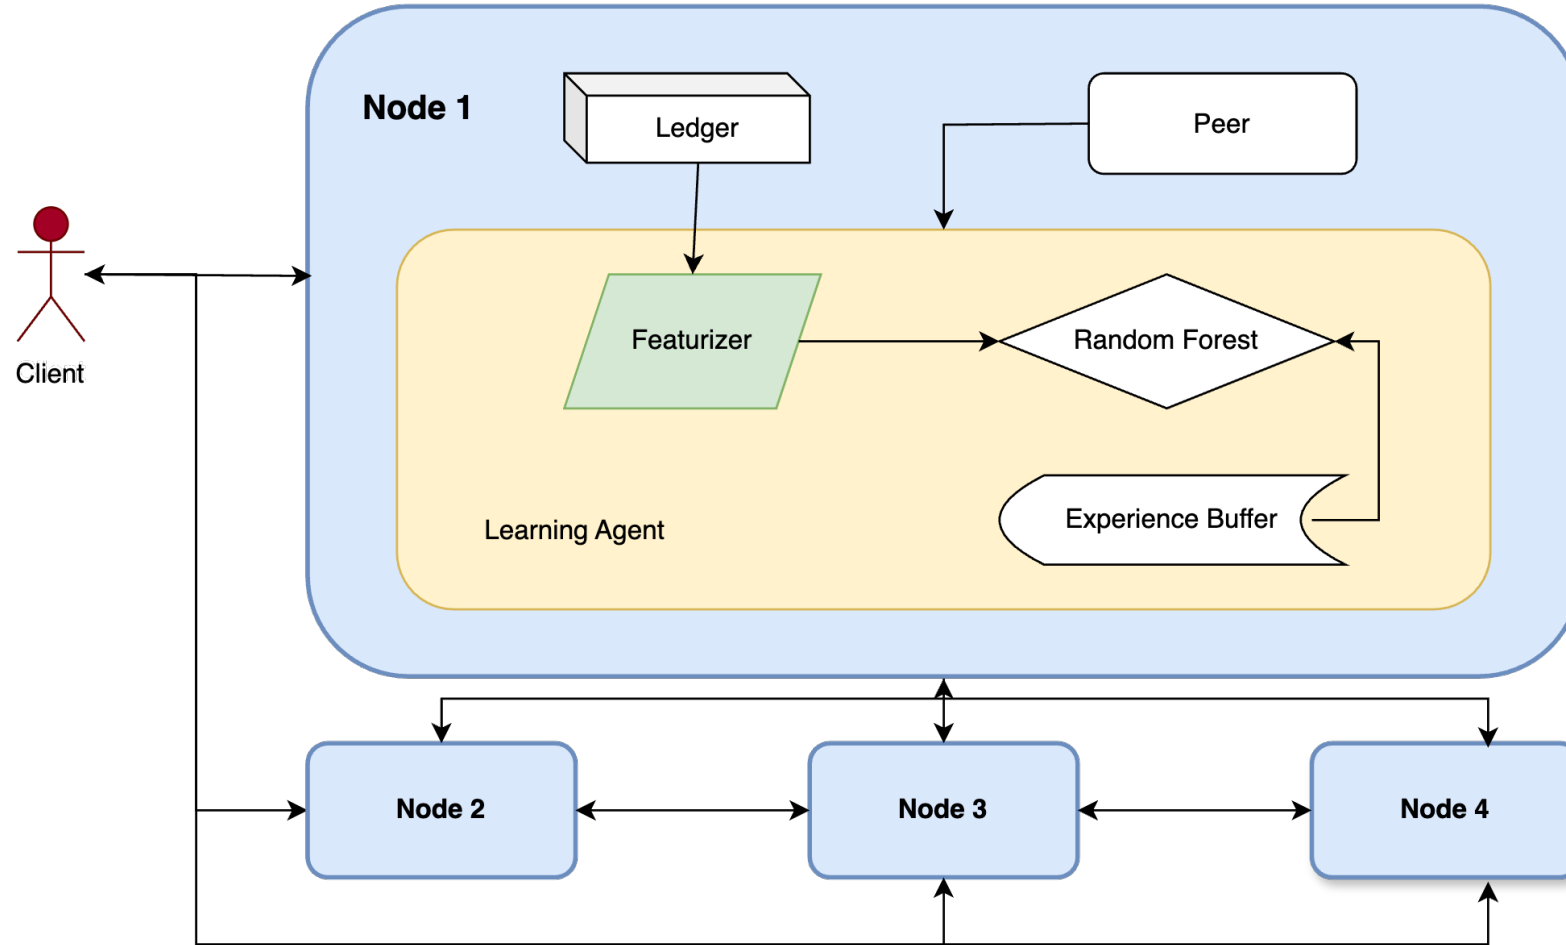 Node 1
Ledger
Peer
Client
Featurizer
Random Forest
Experience Buffer
Learning Agent
Node 2
Node 3
Node 4